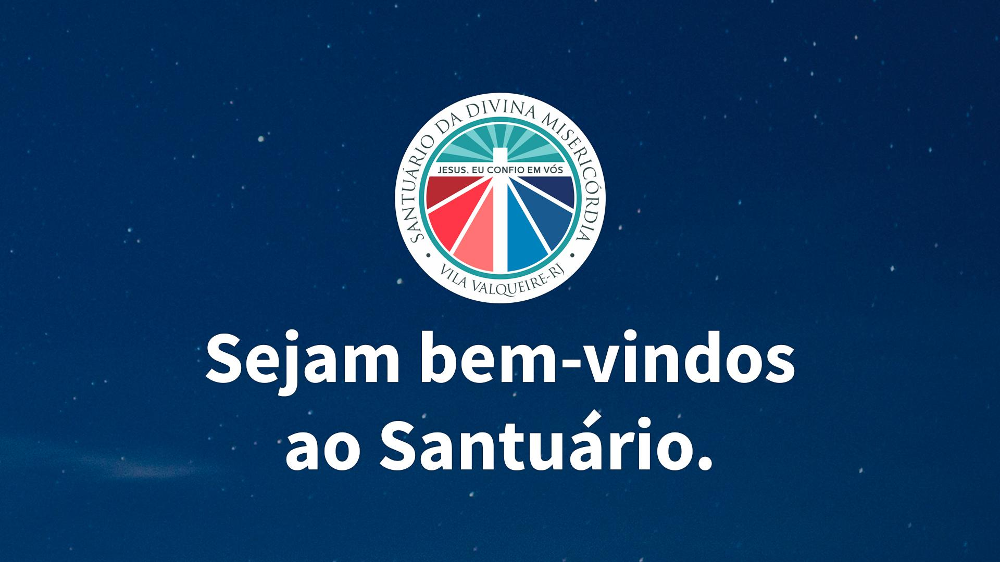 SANTUÁRIO DA DIVINA MISERICÓRDIA
JESUS, EU CONFIO EM VÓS
• VILA VALQUEIRE-RJ •
Sejam bem-vindos
ao Santuário.